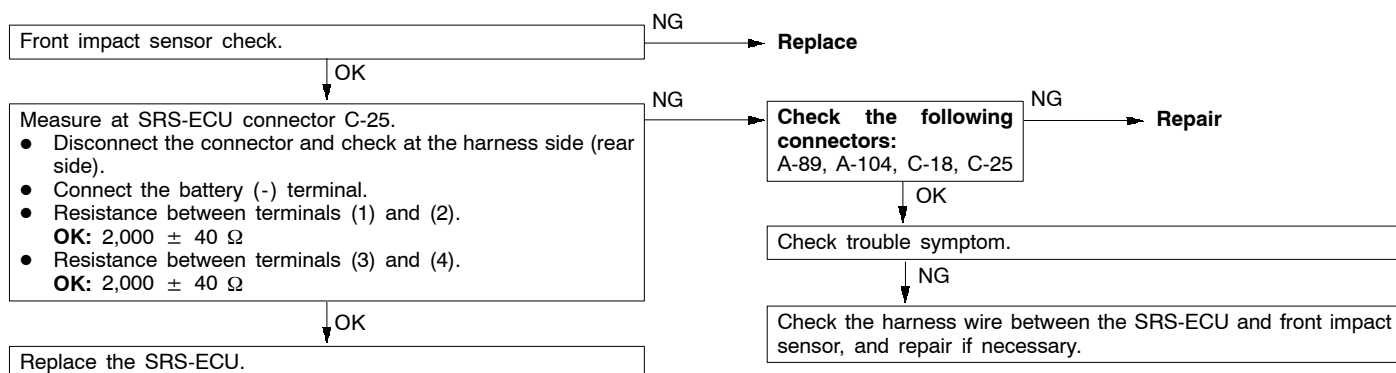 Front impact sensor check.
NG
Replace
OK
Measure at SRS-ECU connector C-25.
● Disconnect the connector and check at the harness side (rear
side).
● Connect the battery (-) terminal.
● Resistance between terminals (1) and (2).
OK: 2,000 ± 40 Ω
● Resistance between terminals (3) and (4).
OK: 2,000 ± 40 Ω
NG
Check the following
connectors:
A-89, A-104, C-18, C-25
NG
Repair
OK
Check trouble symptom.
NG
Check the harness wire between the SRS-ECU and front impact
sensor, and repair if necessary.
OK
Replace the SRS-ECU.